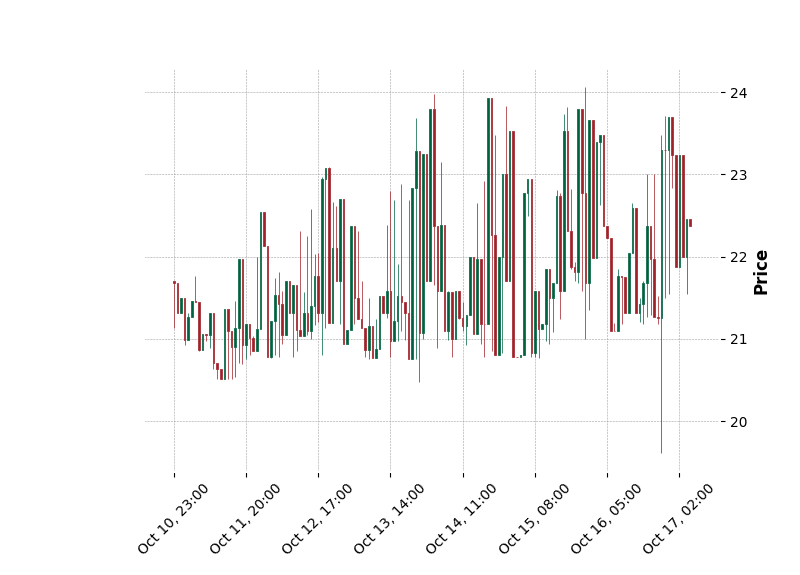 24
23
22
21
20
Price
Oct 10, 23:00
Oct 11, 20:00
Oct 12, 17:00
Oct 13, 14:00
Oct 14, 11:00
Oct 15, 08:00
Oct 16, 05:00
Oct 17, 02:00